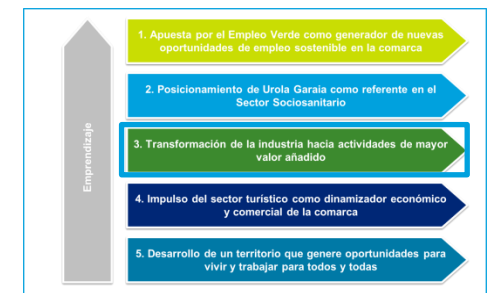 1. Apuesta por el Empleo Verde como generador de nuevas
oportunidades de empleo sostenible en la comarca
2. Posicionamiento de Urola Garaia como referente en el
Sector Sociosanitario
Emprendizaje
3. Transformación de la industria hacia actividades de mayor
valor añadido
4. Impulso del sector turístico como dinamizador económico
y comercial de la comarca
5. Desarrollo de un territorio que genere oportunidades para
vivir y trabajar para todos y todas